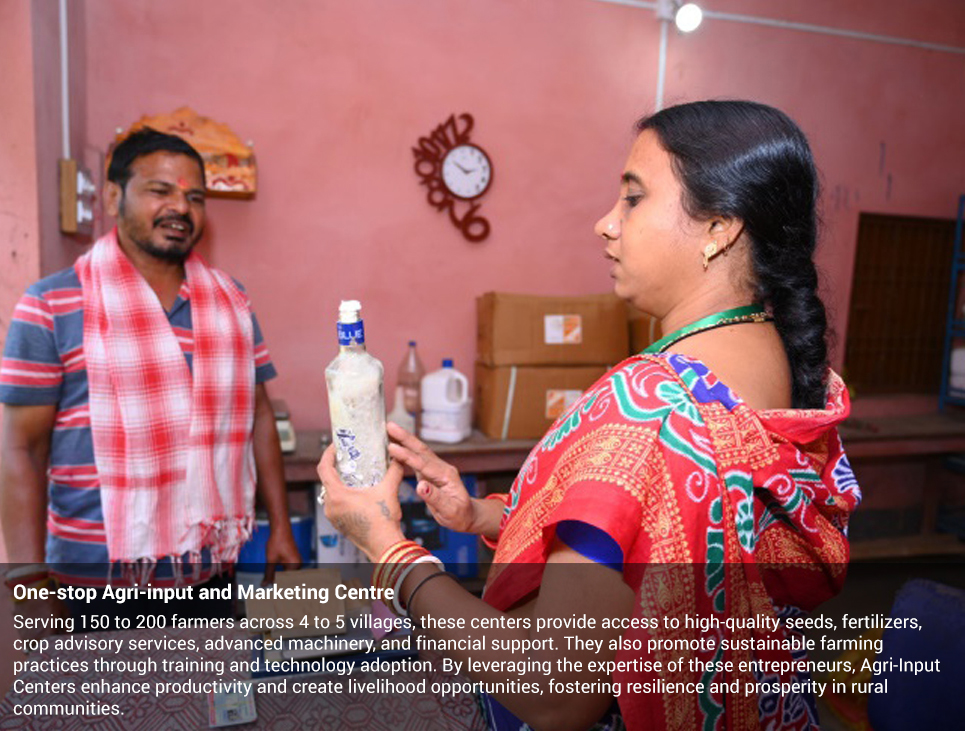 BLUE
One-stop Agri-input and Marketing Centre
Serving 150 to 200 farmers across 4 to 5 villages, these centers provide access to high-quality seeds, fertilizers,
crop advisory services, advanced machinery, and financial support. They also promote sustainable farming
practices through training and technology adoption. By leveraging the expertise of these entrepreneurs, Agri-Input
Centers enhance productivity and create livelihood opportunities, fostering resilience and prosperity in rural
communities.